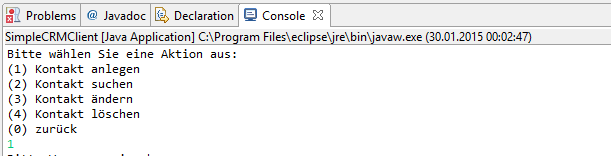 Problems @ Javadoc Declaration Console
SimpleCRMClient [Java Application] C:\Program Files\eclipse\jre\bin\javaw.exe (30.01.2015 00:02:47)
Bitte wählen Sie eine Aktion aus:
(1) Kontakt anlegen
(2) Kontakt suchen
(3) Kontakt ändern
(4) Kontakt löschen
(0) zurück
1